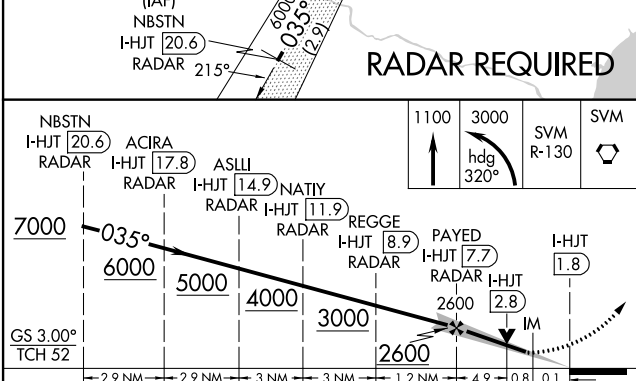 (IAF)
NBSTN
I-HJT 20.6
RADAR
215°
6000
035°
(2.9)
RADAR REQUIRED
NBSTN
I-HJT 20.6
RADAR
ACIRA
I-HJT 17.8
RADAR
ASLLI
I-HJT 14.9
RADAR
NATIY
I-HJT 11.9
RADAR
REGGE
I-HJT 8.9
RADAR
PAYED
I-HJT 7.7
RADAR
I-HJT
2.8
I-HJT
1.8
1100
3000
hdg
320°
SVM
R-130
SVM
7000
035°
6000
5000
4000
3000
2600
2600
IM
GS 3.00°
TCH 52
2.9 NM
2.9 NM
3 NM
3 NM
1.2 NM
4.9
0.8
0.1